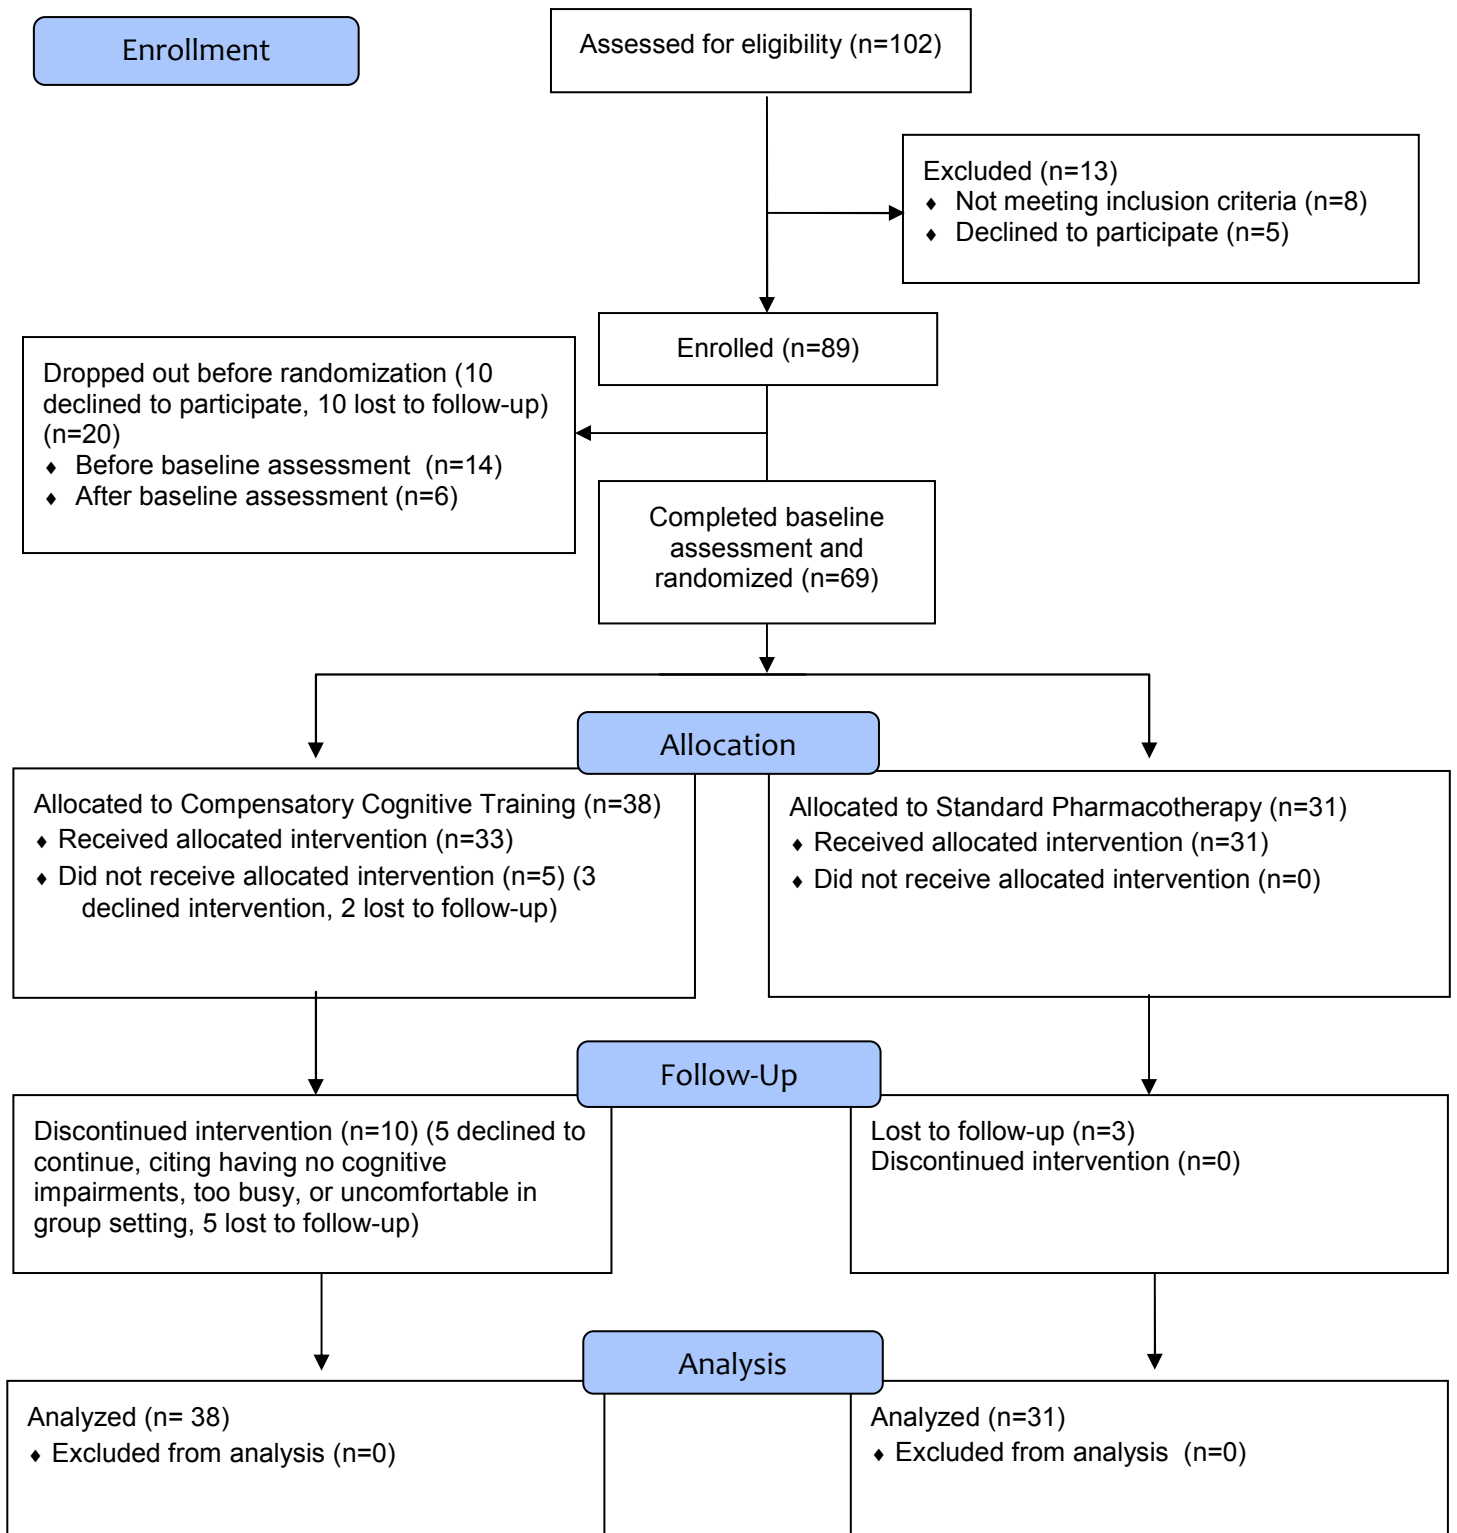 Enrollment
Assessed for eligibility (n=102)
Excluded (n=13)
♦ Not meeting inclusion criteria (n=8)
♦ Declined to participate (n=5)
Enrolled (n=89)
Dropped out before randomization (10
declined to participate, 10 lost to follow-up)
(n=20)
♦ Before baseline assessment (n=14)
♦ After baseline assessment (n=6)
Completed baseline
assessment and
randomized (n=69)
Allocation
Allocated to Compensatory Cognitive Training (n=38)
♦ Received allocated intervention (n=33)
♦ Did not receive allocated intervention (n=5) (3
declined intervention, 2 lost to follow-up)
Allocated to Standard Pharmacotherapy (n=31)
♦ Received allocated intervention (n=31)
♦ Did not receive allocated intervention (n=0)
Follow-Up
Discontinued intervention (n=10) (5 declined to
continue, citing having no cognitive
impairments, too busy, or uncomfortable in
group setting, 5 lost to follow-up)
Lost to follow-up (n=3)
Discontinued intervention (n=0)
Analysis
Analyzed (n= 38)
♦ Excluded from analysis (n=0)
Analyzed (n=31)
♦ Excluded from analysis (n=0)